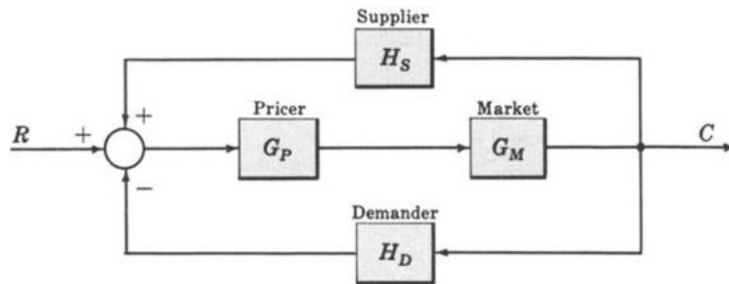 Supplier
H_S
+
Pricer
Market
R
+
G_P
G_M
C
−
Demander
H_D